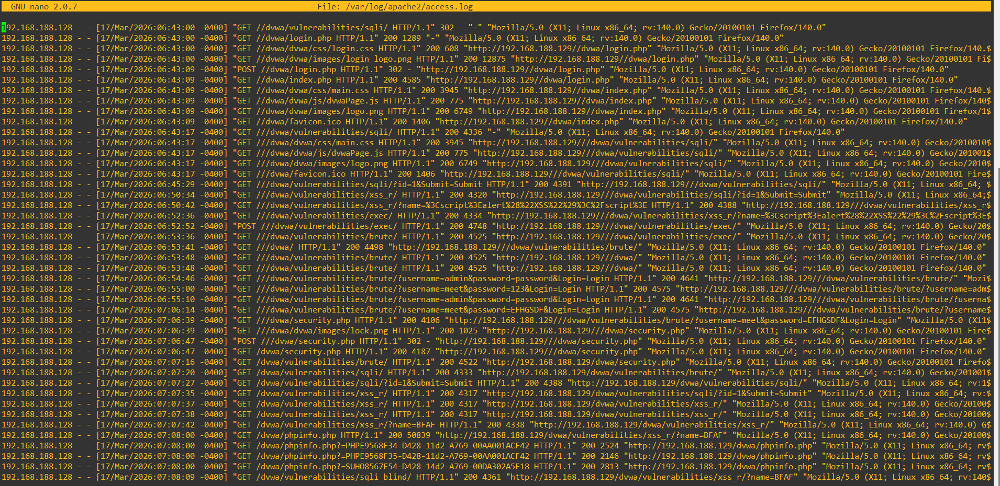 GNU nano 2.0.7 File: /var/log/apache2/access.log
192.168.188.128 - - [17/Mar/2026:06:43:00 -0400] "GET //dvwa/vulnerabilities/sqli/ HTTP/1.1" 302 - "-" "Mozilla/5.0 (X11; Linux x86_64; rv:140.0) Gecko/20100101 Firefox/140.0"
192.168.188.128 - - [17/Mar/2026:06:43:00 -0400] "GET //dvwa/login.php HTTP/1.1" 200 1289 "-" "Mozilla/5.0 (X11; Linux x86_64; rv:140.0) Gecko/20100101 Firefox/140.0"
192.168.188.128 - - [17/Mar/2026:06:43:00 -0400] "GET //dvwa/dvwa/css/login.css HTTP/1.1" 200 608 "http://192.168.188.129//dvwa/login.php" "Mozilla/5.0 (X11; Linux x86_64; rv:140.0) Gecko/20100101 Firefox/140.$
192.168.188.128 - - [17/Mar/2026:06:43:00 -0400] "GET //dvwa/dvwa/images/login_logo.png HTTP/1.1" 200 12875 "http://192.168.188.129//dvwa/login.php" "Mozilla/5.0 (X11; Linux x86_64; rv:140.0) Gecko/20100101 Fi$
192.168.188.128 - - [17/Mar/2026:06:43:09 -0400] "POST //dvwa/login.php HTTP/1.1" 302 - "http://192.168.188.129//dvwa/login.php" "Mozilla/5.0 (X11; Linux x86_64; rv:140.0) Gecko/20100101 Firefox/140.0"
192.168.188.128 - - [17/Mar/2026:06:43:09 -0400] "GET //dvwa/index.php HTTP/1.1" 200 4585 "http://192.168.188.129//dvwa/login.php" "Mozilla/5.0 (X11; Linux x86_64; rv:140.0) Gecko/20100101 Firefox/140.0"
192.168.188.128 - - [17/Mar/2026:06:43:09 -0400] "GET //dvwa/dvwa/css/main.css HTTP/1.1" 200 3945 "http://192.168.188.129//dvwa/index.php" "Mozilla/5.0 (X11; Linux x86_64; rv:140.0) Gecko/20100101 Firefox/140.$
192.168.188.128 - - [17/Mar/2026:06:43:09 -0400] "GET //dvwa/dvwa/js/dvwaPage.js HTTP/1.1" 200 775 "http://192.168.188.129//dvwa/index.php" "Mozilla/5.0 (X11; Linux x86_64; rv:140.0) Gecko/20100101 Firefox/140$
192.168.188.128 - - [17/Mar/2026:06:43:09 -0400] "GET //dvwa/dvwa/images/logo.png HTTP/1.1" 200 6749 "http://192.168.188.129//dvwa/index.php" "Mozilla/5.0 (X11; Linux x86_64; rv:140.0) Gecko/20100101 Firefox/1$
192.168.188.128 - - [17/Mar/2026:06:43:09 -0400] "GET //dvwa/favicon.ico HTTP/1.1" 200 1406 "http://192.168.188.129//dvwa/index.php" "Mozilla/5.0 (X11; Linux x86_64; rv:140.0) Gecko/20100101 Firefox/140.0"
192.168.188.128 - - [17/Mar/2026:06:43:17 -0400] "GET ///dvwa/vulnerabilities/sqli/ HTTP/1.1" 200 4336 "-" "Mozilla/5.0 (X11; Linux x86_64; rv:140.0) Gecko/20100101 Firefox/140.0"
192.168.188.128 - - [17/Mar/2026:06:43:17 -0400] "GET ///dvwa/dvwa/css/main.css HTTP/1.1" 200 3945 "http://192.168.188.129///dvwa/vulnerabilities/sqli/" "Mozilla/5.0 (X11; Linux x86_64; rv:140.0) Gecko/2010010$
192.168.188.128 - - [17/Mar/2026:06:43:17 -0400] "GET ///dvwa/dvwa/js/dvwaPage.js HTTP/1.1" 200 775 "http://192.168.188.129///dvwa/vulnerabilities/sqli/" "Mozilla/5.0 (X11; Linux x86_64; rv:140.0) Gecko/201001$
192.168.188.128 - - [17/Mar/2026:06:43:17 -0400] "GET ///dvwa/dvwa/images/logo.png HTTP/1.1" 200 6749 "http://192.168.188.129///dvwa/vulnerabilities/sqli/" "Mozilla/5.0 (X11; Linux x86_64; rv:140.0) Gecko/2010$
192.168.188.128 - - [17/Mar/2026:06:43:17 -0400] "GET ///dvwa/favicon.ico HTTP/1.1" 200 1406 "http://192.168.188.129///dvwa/vulnerabilities/sqli/" "Mozilla/5.0 (X11; Linux x86_64; rv:140.0) Gecko/20100101 Fire$
192.168.188.128 - - [17/Mar/2026:06:45:29 -0400] "GET ///dvwa/vulnerabilities/sqli/?id=1&Submit=Submit HTTP/1.1" 200 4391 "http://192.168.188.129///dvwa/vulnerabilities/sqli/" "Mozilla/5.0 (X11; Linux x86_64; $
192.168.188.128 - - [17/Mar/2026:06:50:34 -0400] "GET ///dvwa/vulnerabilities/xss_r/ HTTP/1.1" 200 4320 "http://192.168.188.129///dvwa/vulnerabilities/sqli/?id=1&Submit=Submit" "Mozilla/5.0 (X11; Linux x86_64;$
192.168.188.128 - - [17/Mar/2026:06:50:42 -0400] "GET ///dvwa/vulnerabilities/xss_r/?name=%3Cscript%3Ealert%28%22XSS%22%29%3C%2Fscript%3E HTTP/1.1" 200 4388 "http://192.168.188.129///dvwa/vulnerabilities/xss_r$
192.168.188.128 - - [17/Mar/2026:06:52:36 -0400] "GET ///dvwa/vulnerabilities/exec/ HTTP/1.1" 200 4334 "http://192.168.188.129///dvwa/vulnerabilities/xss_r/?name=%3Cscript%3Ealert%28%22XSS%22%29%3C%2Fscript%3E$
192.168.188.128 - - [17/Mar/2026:06:52:52 -0400] "POST ///dvwa/vulnerabilities/exec/ HTTP/1.1" 200 4748 "http://192.168.188.129///dvwa/vulnerabilities/exec/" "Mozilla/5.0 (X11; Linux x86_64; rv:140.0) Gecko/20$
192.168.188.128 - - [17/Mar/2026:06:53:36 -0400] "GET ///dvwa/vulnerabilities/brute/ HTTP/1.1" 200 4525 "http://192.168.188.129///dvwa/vulnerabilities/exec/" "Mozilla/5.0 (X11; Linux x86_64; rv:140.0) Gecko/20$
192.168.188.128 - - [17/Mar/2026:06:53:41 -0400] "GET ///dvwa/ HTTP/1.1" 200 4498 "http://192.168.188.129///dvwa/vulnerabilities/brute/" "Mozilla/5.0 (X11; Linux x86_64; rv:140.0) Gecko/20100101 Firefox/140.0"
192.168.188.128 - - [17/Mar/2026:06:53:48 -0400] "GET ///dvwa/vulnerabilities/brute/ HTTP/1.1" 200 4525 "http://192.168.188.129///dvwa/" "Mozilla/5.0 (X11; Linux x86_64; rv:140.0) Gecko/20100101 Firefox/140.0"
192.168.188.128 - - [17/Mar/2026:06:53:48 -0400] "GET ///dvwa/vulnerabilities/brute/ HTTP/1.1" 200 4525 "http://192.168.188.129///dvwa/" "Mozilla/5.0 (X11; Linux x86_64; rv:140.0) Gecko/20100101 Firefox/140.0"
192.168.188.128 - - [17/Mar/2026:06:54:46 -0400] "GET ///dvwa/vulnerabilities/brute/?username=admin&password=password&Login=Login HTTP/1.1" 200 4641 "http://192.168.188.129///dvwa/vulnerabilities/brute/" "Mozi$
192.168.188.128 - - [17/Mar/2026:06:55:00 -0400] "GET ///dvwa/vulnerabilities/brute/?username=meet&password=123&Login=Login HTTP/1.1" 200 4575 "http://192.168.188.129///dvwa/vulnerabilities/brute/?username=adm$
192.168.188.128 - - [17/Mar/2026:06:55:10 -0400] "GET ///dvwa/vulnerabilities/brute/?username=admin&password=password&Login=Login HTTP/1.1" 200 4641 "http://192.168.188.129///dvwa/vulnerabilities/brute/?userna$
192.168.188.128 - - [17/Mar/2026:07:06:14 -0400] "GET ///dvwa/vulnerabilities/brute/?username=meet&password=EFHGSDF&Login=Login HTTP/1.1" 200 4575 "http://192.168.188.129///dvwa/vulnerabilities/brute/?username$
192.168.188.128 - - [17/Mar/2026:07:06:39 -0400] "GET ///dvwa/security.php HTTP/1.1" 200 4106 "http://192.168.188.129///dvwa/vulnerabilities/brute/?username=meet&password=EFHGSDF&Login=Login" "Mozilla/5.0 (X11$
192.168.188.128 - - [17/Mar/2026:07:06:39 -0400] "GET ///dvwa/dvwa/images/lock.png HTTP/1.1" 200 1025 "http://192.168.188.129///dvwa/security.php" "Mozilla/5.0 (X11; Linux x86_64; rv:140.0) Gecko/20100101 Fire$
192.168.188.128 - - [17/Mar/2026:07:06:47 -0400] "POST ///dvwa/security.php HTTP/1.1" 302 - "http://192.168.188.129///dvwa/security.php" "Mozilla/5.0 (X11; Linux x86_64; rv:140.0) Gecko/20100101 Firefox/140.0"
192.168.188.128 - - [17/Mar/2026:07:06:47 -0400] "GET /dvwa/security.php HTTP/1.1" 200 4187 "http://192.168.188.129///dvwa/security.php" "Mozilla/5.0 (X11; Linux x86_64; rv:140.0) Gecko/20100101 Firefox/140.0"
192.168.188.128 - - [17/Mar/2026:07:07:16 -0400] "GET /dvwa/vulnerabilities/brute/ HTTP/1.1" 200 4522 "http://192.168.188.129/dvwa/security.php" "Mozilla/5.0 (X11; Linux x86_64; rv:140.0) Gecko/20100101 Firefo$
192.168.188.128 - - [17/Mar/2026:07:07:20 -0400] "GET /dvwa/vulnerabilities/sqli/ HTTP/1.1" 200 4333 "http://192.168.188.129/dvwa/vulnerabilities/brute/" "Mozilla/5.0 (X11; Linux x86_64; rv:140.0) Gecko/201001$
192.168.188.128 - - [17/Mar/2026:07:07:27 -0400] "GET /dvwa/vulnerabilities/sqli/?id=1&Submit=Submit HTTP/1.1" 200 4388 "http://192.168.188.129/dvwa/vulnerabilities/sqli/" "Mozilla/5.0 (X11; Linux x86_64; rv:1$
192.168.188.128 - - [17/Mar/2026:07:07:35 -0400] "GET /dvwa/vulnerabilities/xss_r/ HTTP/1.1" 200 4317 "http://192.168.188.129/dvwa/vulnerabilities/sqli/?id=1&Submit=Submit" "Mozilla/5.0 (X11; Linux x86_64; rv:$
192.168.188.128 - - [17/Mar/2026:07:07:37 -0400] "GET /dvwa/vulnerabilities/xss_r/ HTTP/1.1" 200 4317 "http://192.168.188.129/dvwa/vulnerabilities/xss_r/" "Mozilla/5.0 (X11; Linux x86_64; rv:140.0) Gecko/20100$
192.168.188.128 - - [17/Mar/2026:07:07:38 -0400] "GET /dvwa/vulnerabilities/xss_r/ HTTP/1.1" 200 4317 "http://192.168.188.129/dvwa/vulnerabilities/xss_r/" "Mozilla/5.0 (X11; Linux x86_64; rv:140.0) Gecko/20100$
192.168.188.128 - - [17/Mar/2026:07:07:42 -0400] "GET /dvwa/vulnerabilities/xss_r/?name=BFAF HTTP/1.1" 200 4338 "http://192.168.188.129/dvwa/vulnerabilities/xss_r/" "Mozilla/5.0 (X11; Linux x86_64; rv:140.0) G$
192.168.188.128 - - [17/Mar/2026:07:08:00 -0400] "GET /dvwa/phpinfo.php HTTP/1.1" 200 50839 "http://192.168.188.129/dvwa/vulnerabilities/xss_r/?name=BFAF" "Mozilla/5.0 (X11; Linux x86_64; rv:140.0) Gecko/20100$
192.168.188.128 - - [17/Mar/2026:07:08:00 -0400] "GET /dvwa/phpinfo.php?=PHPE9568F34-D428-11d2-A769-00AA001ACF42 HTTP/1.1" 200 2524 "http://192.168.188.129/dvwa/phpinfo.php" "Mozilla/5.0 (X11; Linux x86_64; rv$
192.168.188.128 - - [17/Mar/2026:07:08:00 -0400] "GET /dvwa/phpinfo.php?=PHPE9568F35-D428-11d2-A769-00AA001ACF42 HTTP/1.1" 200 2146 "http://192.168.188.129/dvwa/phpinfo.php" "Mozilla/5.0 (X11; Linux x86_64; rv$
192.168.188.128 - - [17/Mar/2026:07:08:00 -0400] "GET /dvwa/phpinfo.php?=SUHO8567F54-D428-14d2-A769-00DA302A5F18 HTTP/1.1" 200 2813 "http://192.168.188.129/dvwa/phpinfo.php" "Mozilla/5.0 (X11; Linux x86_64; rv$
192.168.188.128 - - [17/Mar/2026:07:08:09 -0400] "GET /dvwa/vulnerabilities/sqli_blind/ HTTP/1.1" 200 4361 "http://192.168.188.129/dvwa/vulnerabilities/xss_r/?name=BFAF" "Mozilla/5.0 (X11; Linux x86_64; rv:140$